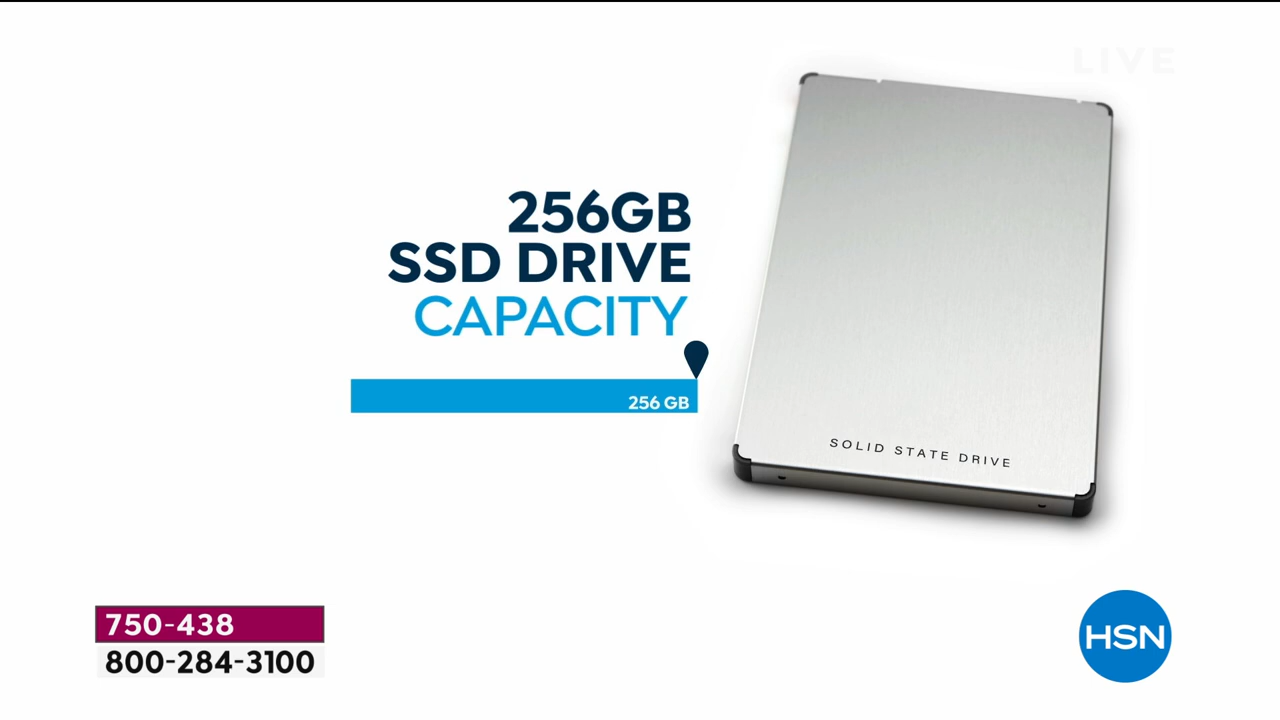 LIVE
256GB
SSD DRIVE
CAPACITY
256 GB
SOLID STATE DRIVE
750-438
800-284-3100
HSN